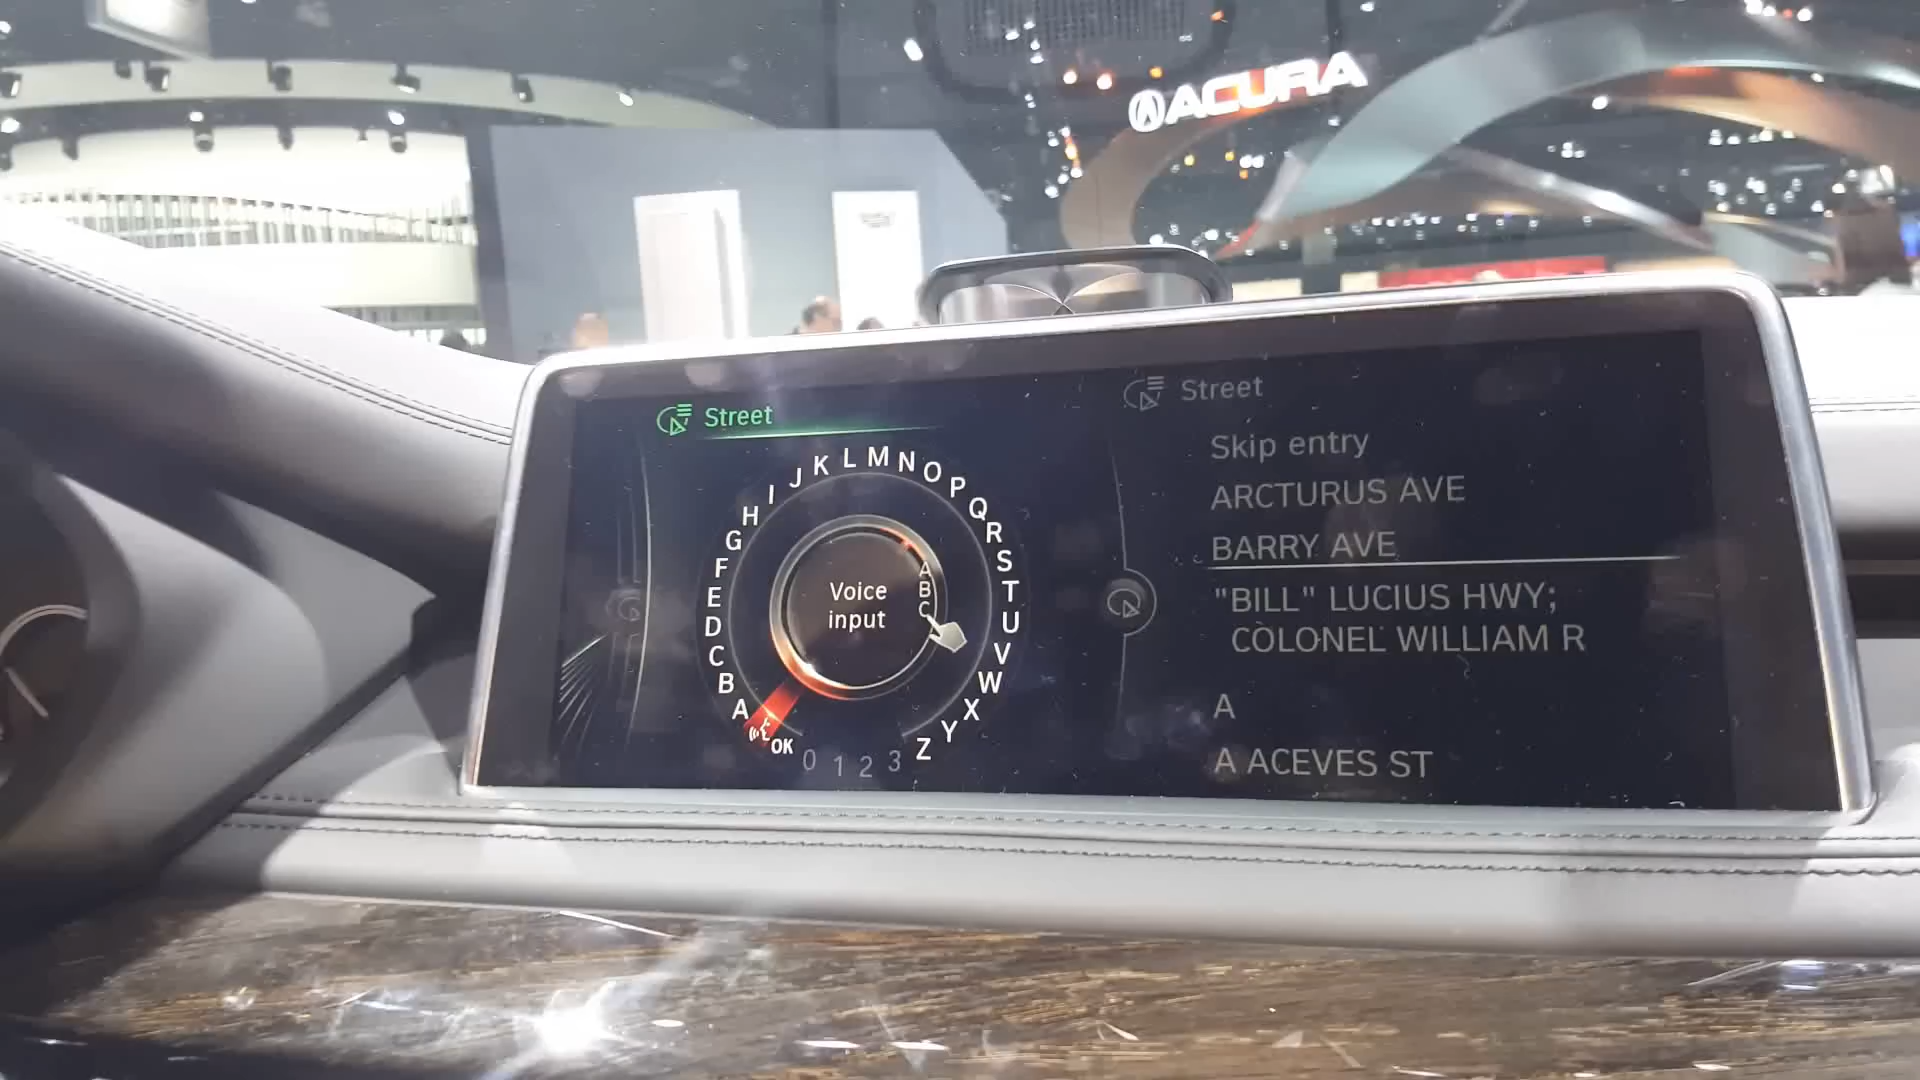 ACURA
Street
A B C D E F G H I J K L M N O P Q R S T U V W X Y Z
Voice
input
A
B
C
OK
0 1 2 3
Street
Skip entry
ARCTURUS AVE
BARRY AVE
"BILL" LUCIUS HWY;
COLONEL WILLIAM R
A
A ACEVES ST